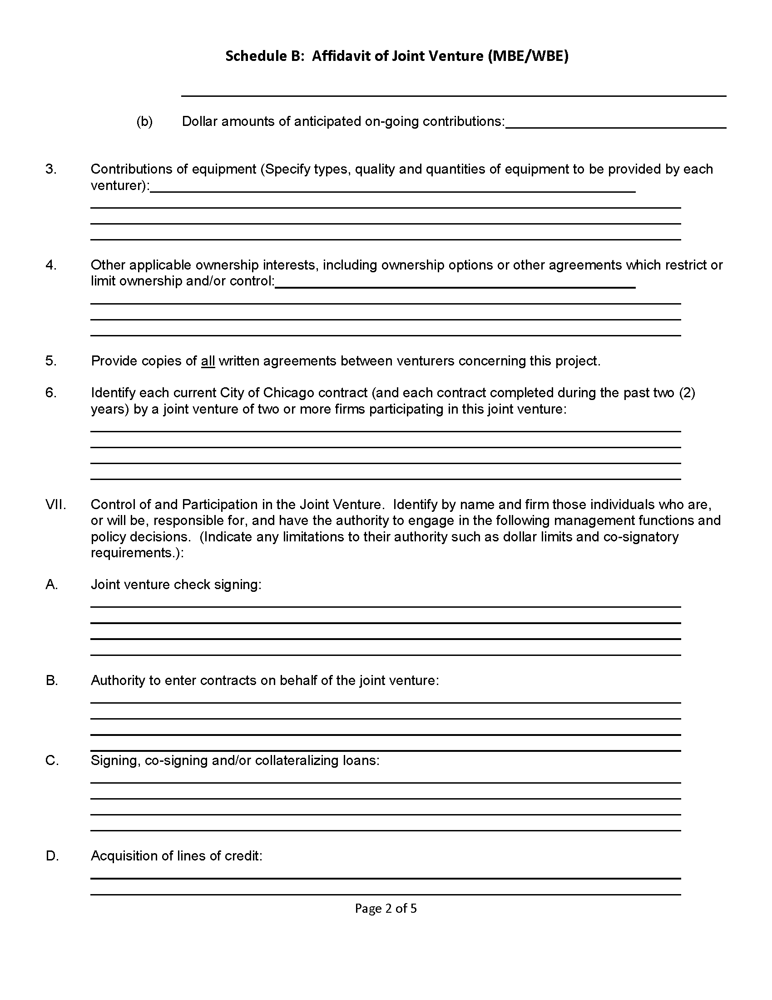 Schedule B:  Affidavit of Joint Venture (MBE/WBE)
(b) Dollar amounts of anticipated on-going contributions:
3. Contributions of equipment (Specify types, quality and quantities of equipment to be provided by each
venturer):
4. Other applicable ownership interests, including ownership options or other agreements which restrict or
limit ownership and/or control:
5. Provide copies of all written agreements between venturers concerning this project.
6. Identify each current City of Chicago contract (and each contract completed during the past two (2)
years) by a joint venture of two or more firms participating in this joint venture:
VII. Control of and Participation in the Joint Venture.  Identify by name and firm those individuals who are,
or will be, responsible for, and have the authority to engage in the following management functions and
policy decisions.  (Indicate any limitations to their authority such as dollar limits and co-signatory
requirements.):
A. Joint venture check signing:
B. Authority to enter contracts on behalf of the joint venture:
C. Signing, co-signing and/or collateralizing loans:
D. Acquisition of lines of credit:
Page 2 of 5